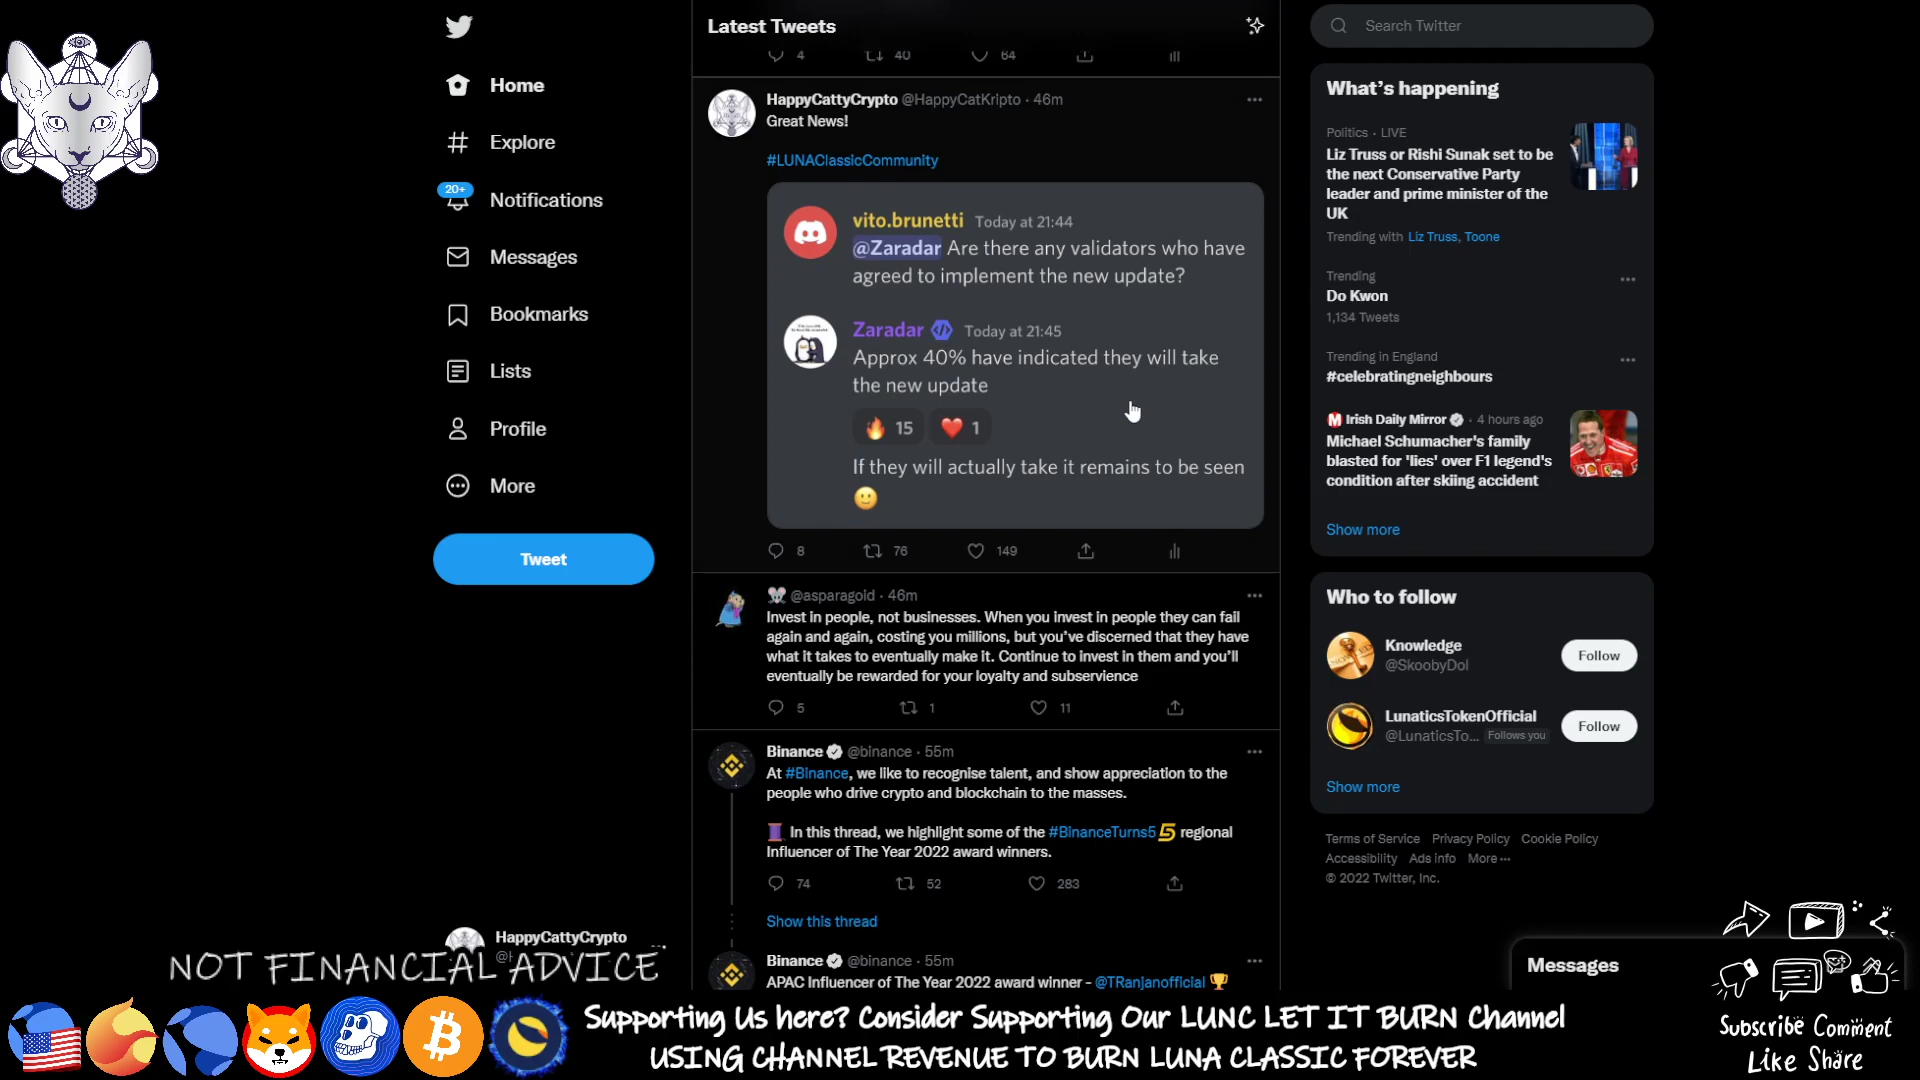 Home
Explore
20+
Notifications
Messages
Bookmarks
Lists
Profile
More
Tweet
HappyCattyCrypto
Latest Tweets
4 40 64
HappyCattyCrypto @HappyCatKripto · 46m
Great News!
#LUNAClassicCommunity
vito.brunetti Today at 21:44
@Zaradar Are there any validators who have
agreed to implement the new update?
Zaradar Today at 21:45
Approx 40% have indicated they will take
the new update
15 1
If they will actually take it remains to be seen
8 76 149
@asparagoid · 46m
Invest in people, not businesses. When you invest in people they can fail
again and again, costing you millions, but you've discerned that they have
what it takes to eventually make it. Continue to invest in them and you'll
eventually be rewarded for your loyalty and subservience
5 1 11
Binance @binance · 55m
At #Binance, we like to recognise talent, and show appreciation to the
people who drive crypto and blockchain to the masses.
In this thread, we highlight some of the #BinanceTurns5 regional
Influencer of The Year 2022 award winners.
74 52 283
Show this thread
Binance @binance · 55m
APAC Influencer of The Year 2022 award winner - @TRanjanofficial
Search Twitter
What's happening
Politics · LIVE
Liz Truss or Rishi Sunak set to be
the next Conservative Party
leader and prime minister of the
UK
Trending with Liz Truss, Toone
Trending
Do Kwon
1,134 Tweets
Trending in England
#celebratingneighbours
Irish Daily Mirror · 4 hours ago
Michael Schumacher's family
blasted for 'lies' over F1 legend's
condition after skiing accident
Show more
Who to follow
Knowledge
@SkoobyDol
Follow
LunaticsTokenOfficial
@LunaticsTo... Follows you
Follow
Show more
Terms of Service Privacy Policy Cookie Policy
Accessibility Ads info More ···
© 2022 Twitter, Inc.
Messages
NOT FINANCIAL ADVICE
Supporting Us here? Consider Supporting Our LUNC LET IT BURN Channel
USING CHANNEL REVENUE TO BURN LUNA CLASSIC FOREVER
Subscribe Comment
Like Share